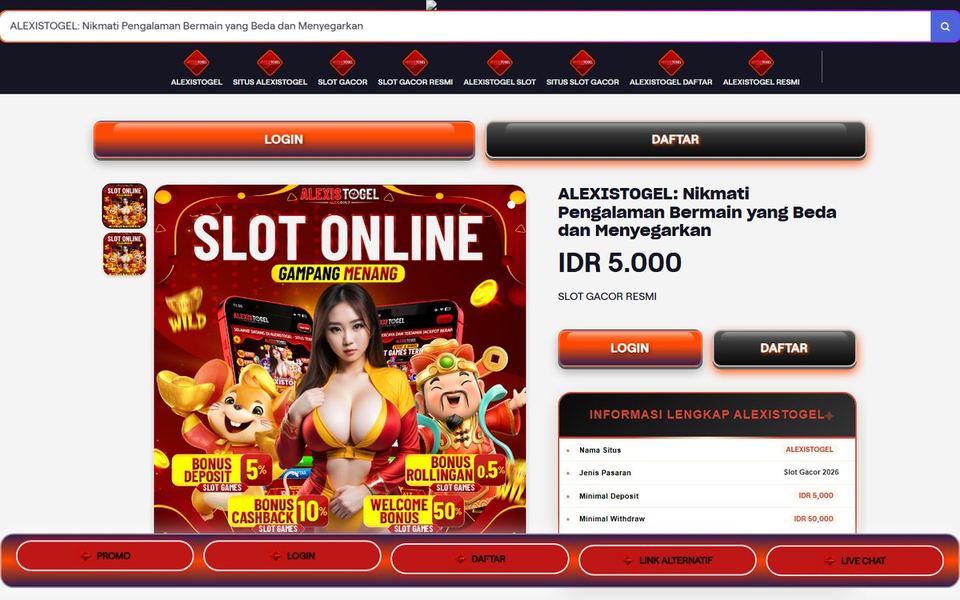 ALEXISTOGEL: Nikmati Pengalaman Bermain yang Beda dan Menyegarkan
ALEXISTOGEL
SITUS ALEXISTOGEL
SLOT GACOR
SLOT GACOR RESMI
ALEXISTOGEL SLOT
SITUS SLOT GACOR
ALEXISTOGEL DAFTAR
ALEXISTOGEL RESMI
LOGIN
DAFTAR
SLOT ONLINE
SLOT ONLINE
ALEXISTOGEL
SLOT ONLINE
GAMPANG MENANG
WILD
BONUS DEPOSIT 5%
SLOT GAMES
BONUS ROLLINGAN 0.5%
SLOT GAMES
BONUS CASHBACK 10%
SLOT GAMES
WELCOME BONUS 50%
SLOT GAMES
ALEXISTOGEL: Nikmati
Pengalaman Bermain yang Beda
dan Menyegarkan
IDR 5.000
SLOT GACOR RESMI
LOGIN
DAFTAR
INFORMASI LENGKAP ALEXISTOGEL
Nama Situs ALEXISTOGEL
Jenis Pasaran Slot Gacor 2026
Minimal Deposit IDR 5,000
Minimal Withdraw IDR 50,000
PROMO
LOGIN
DAFTAR
LINK ALTERNATIF
LIVE CHAT